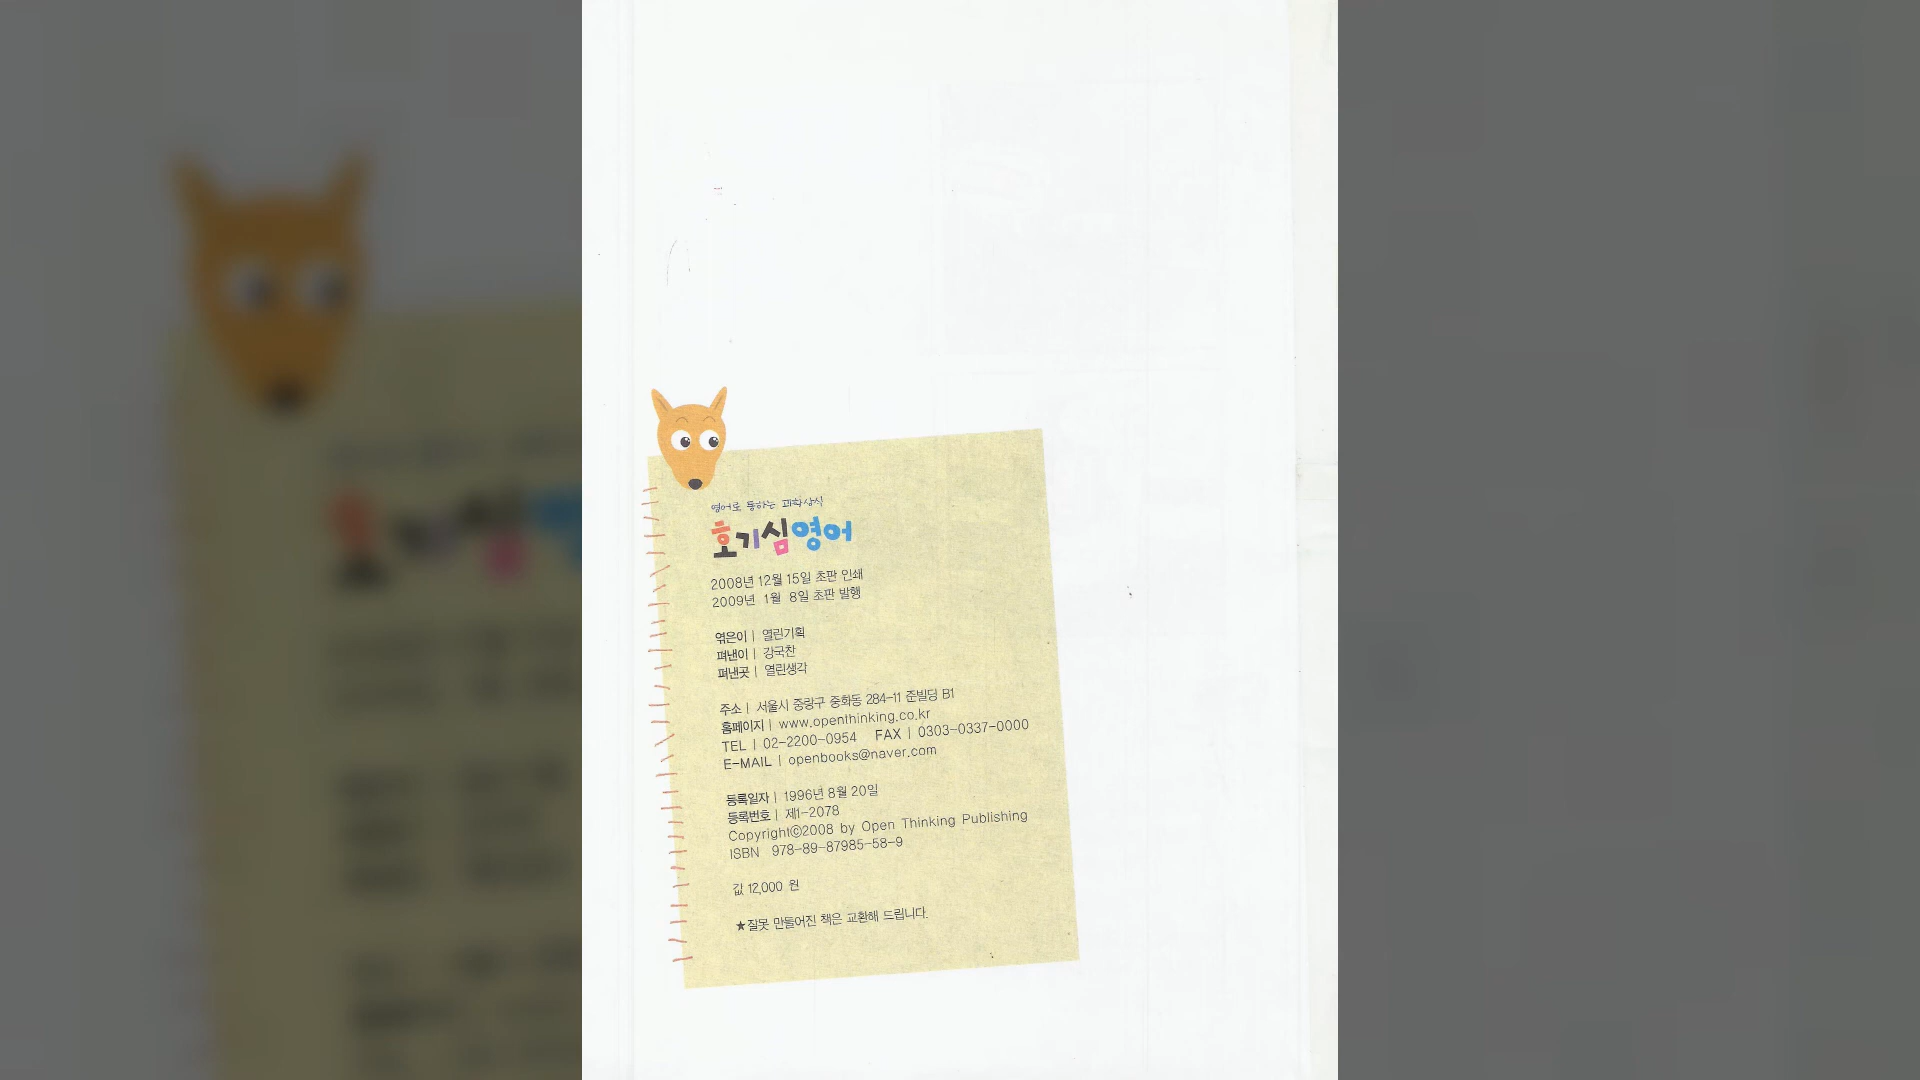 영어로 통하는 과학상식
호기심영어
2008년 12월 15일 초판 인쇄
2009년 1월 8일 초판 발행
엮은이 | 열린기획
펴낸이 | 강국찬
펴낸곳 | 열린생각
주소 | 서울시 중랑구 중화동 284-11 준빌딩 B1
홈페이지 | www.openthinking.co.kr
TEL | 02-2200-0954 FAX | 0303-0337-0000
E-MAIL | openbooks@naver.com
등록일자 | 1996년 8월 20일
등록번호 | 제1-2078
Copyright©2008 by Open Thinking Publishing
ISBN 978-89-87985-58-9
값 12,000 원
★잘못 만들어진 책은 교환해 드립니다.